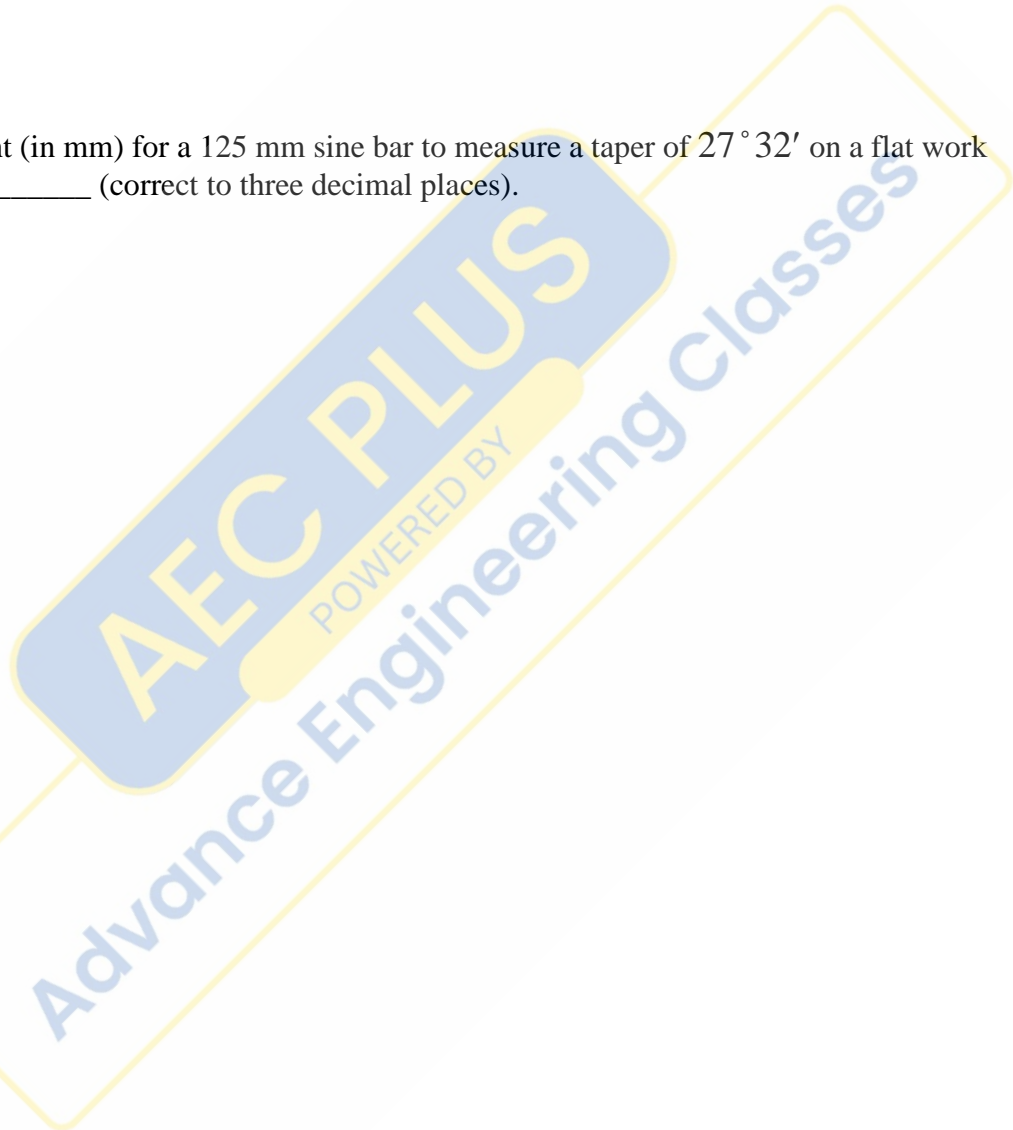 t (in mm) for a 125 mm sine bar to measure a taper of 27°32′ on a flat work
______ (correct to three decimal places).
AEC PLUS
POWERED BY
Advance Engineering Classes